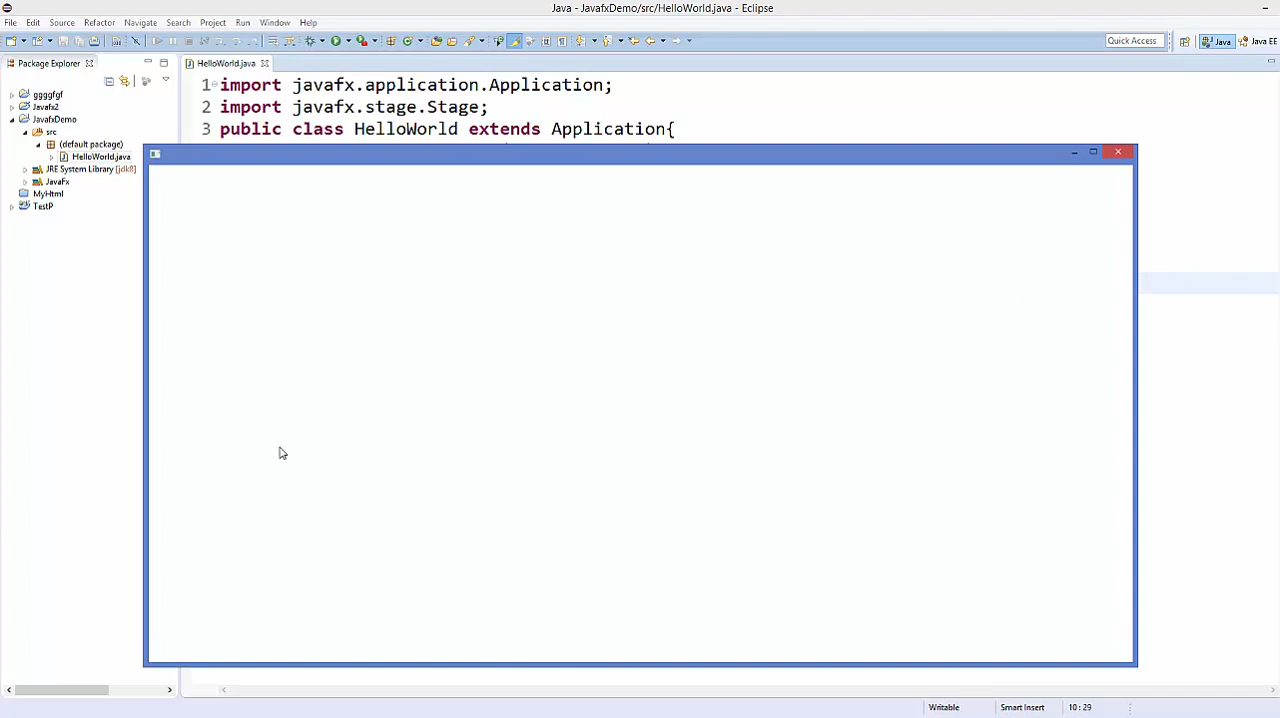 Java - JavafxDemo/src/HelloWorld.java - Eclipse
File Edit Source Refactor Navigate Search Project Run Window Help
Quick Access
Java
Java EE
Package Explorer
HelloWorld.java
ggggfgf
Javafx2
JavafxDemo
src
(default package)
HelloWorld.java
JRE System Library [jdk8]
JavaFx
MyHtml
TestP
1 import javafx.application.Application;
2 import javafx.stage.Stage;
3 public class HelloWorld extends Application{
Writable Smart Insert 10:29